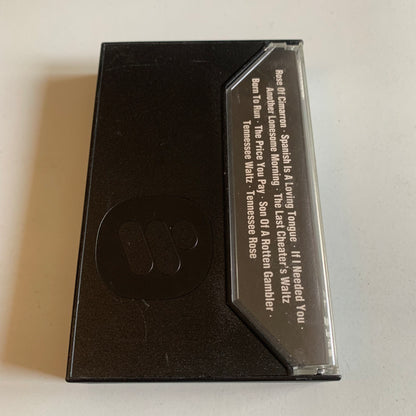 Rose Of Cimarron · Spanish Is A Loving Tongue · If I Needed You ·
Another Lonesome Morning · The Last Cheater's Waltz
Born To Run · The Price You Pay · Son Of A Rotten Gambler ·
Tennessee Waltz · Tennessee Rose